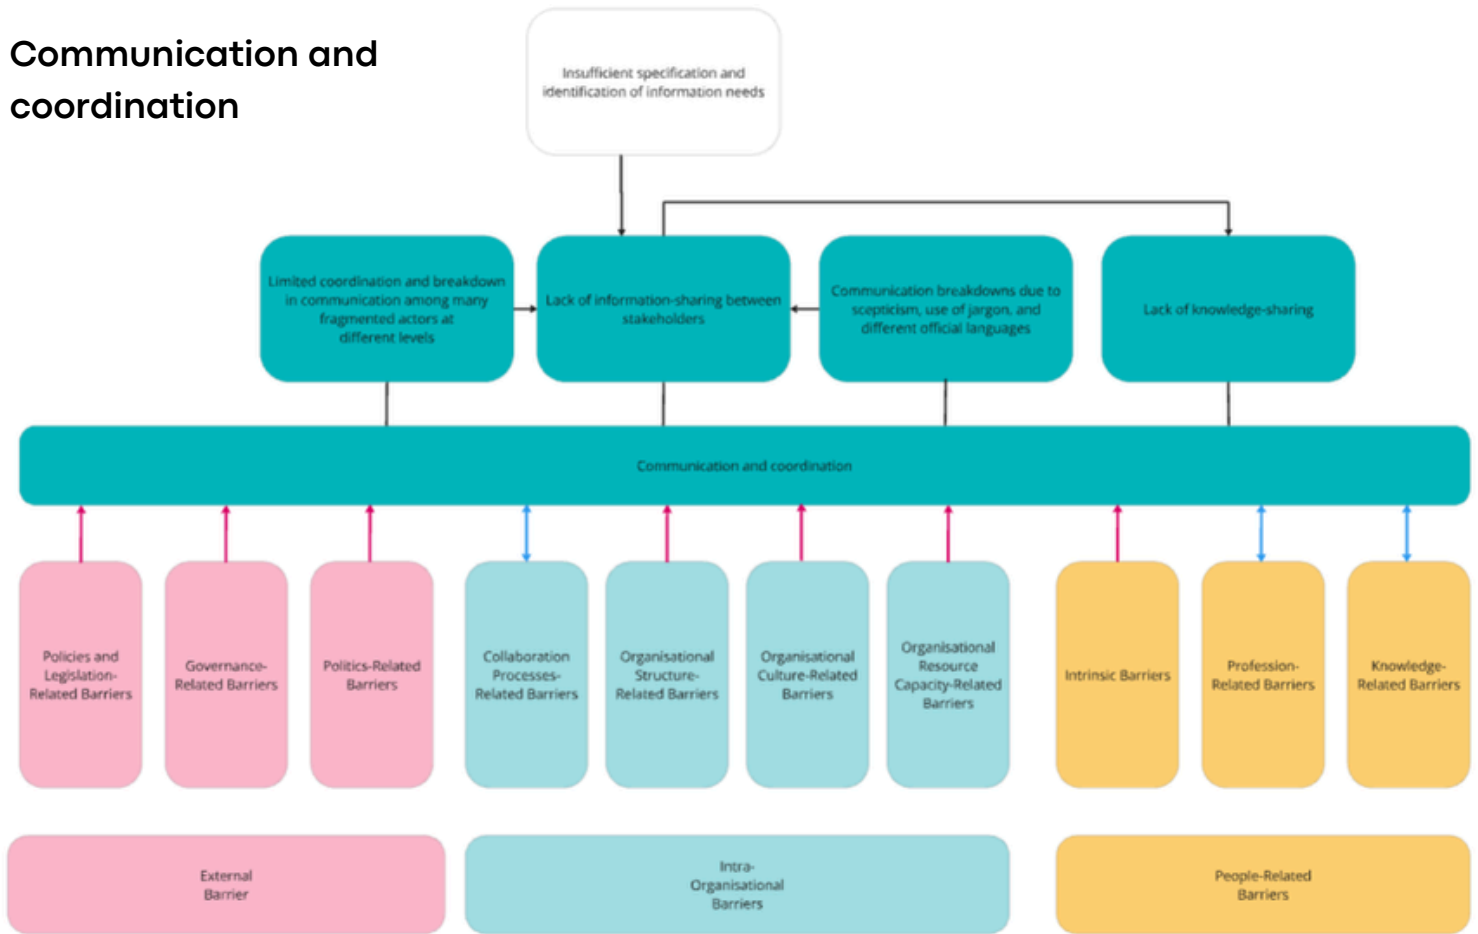 Communication and
coordination
Insufficient specification and
identification of information needs
Limited coordination and breakdown
in communication among many
fragmented actors at
different levels
Lack of information-sharing between
stakeholders
Communication breakdowns due to
scepticism, use of jargon, and
different official languages
Lack of knowledge-sharing
Communication and coordination
Policies and
Legislation-
Related Barriers
Governance-
Related Barriers
Politics-Related
Barriers
Collaboration
Processes-
Related Barriers
Organisational
Structure-
Related Barriers
Organisational
Culture-Related
Barriers
Organisational
Resource
Capacity-Related
Barriers
Intrinsic Barriers
Profession-
Related Barriers
Knowledge-
Related Barriers
External
Barrier
Intra-
Organisational
Barriers
People-Related
Barriers